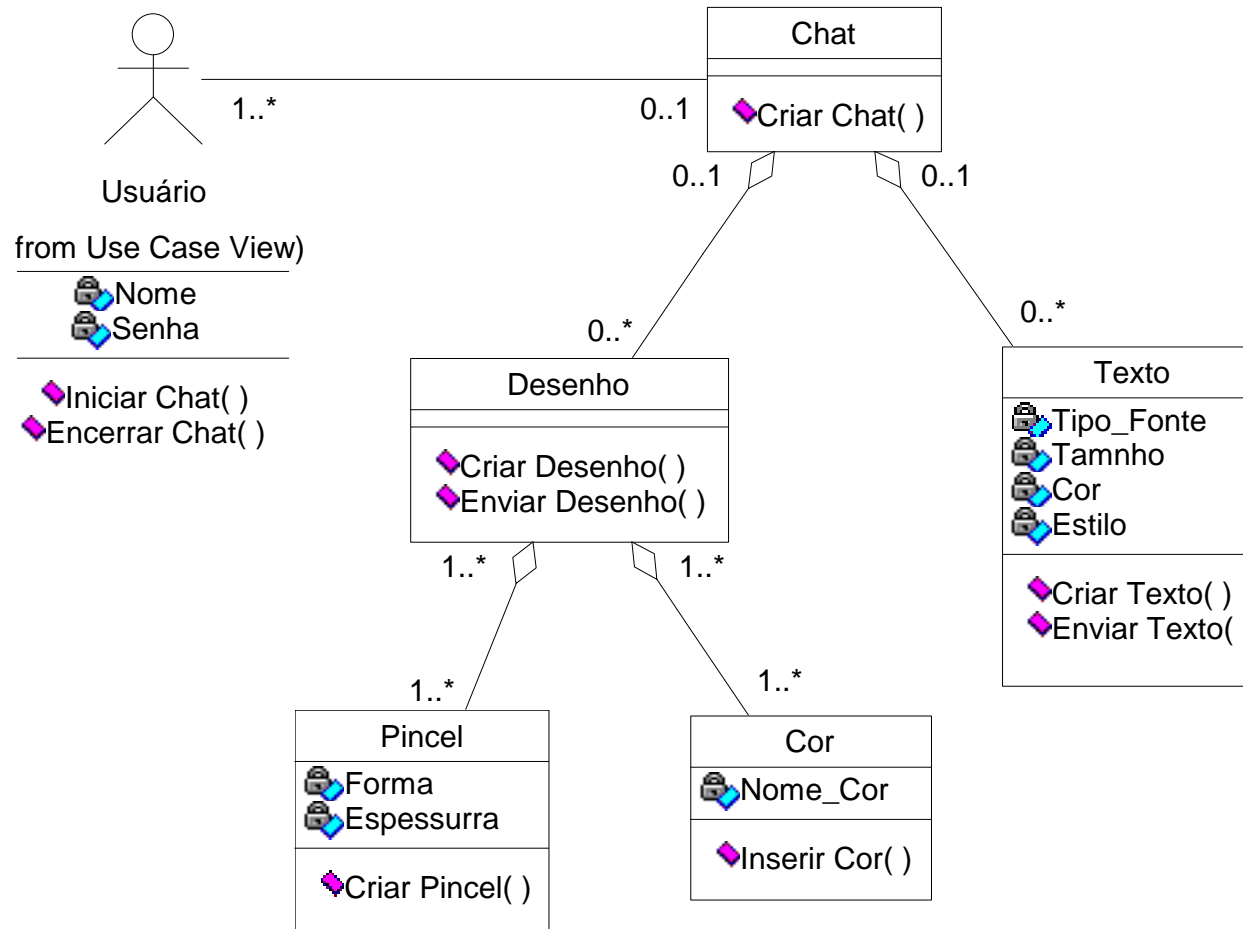 Chat
Criar Chat( )
1..*
0..1
0..1
0..1
Usuário
from Use Case View)
Nome
Senha
Iniciar Chat( )
Encerrar Chat( )
0..*
0..*
Desenho
Criar Desenho( )
Enviar Desenho( )
Texto
Tipo_Fonte
Tamnho
Cor
Estilo
Criar Texto( )
Enviar Texto(
1..*
1..*
1..*
1..*
Pincel
Forma
Espessurra
Criar Pincel( )
Cor
Nome_Cor
Inserir Cor( )